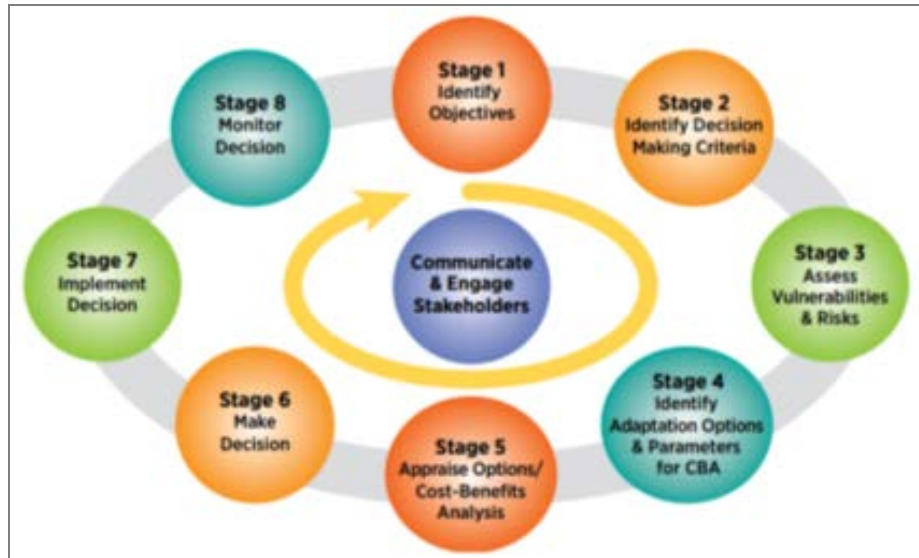 Stage 1
Identify
Objectives
Stage 2
Identify Decision
Making Criteria
Stage 3
Assess
Vulnerabilities
& Risks
Stage 4
Identify
Adaptation Options
& Parameters
for CBA
Stage 5
Appraise Options/
Cost-Benefits
Analysis
Stage 6
Make
Decision
Stage 7
Implement
Decision
Stage 8
Monitor
Decision
Communicate
& Engage
Stakeholders